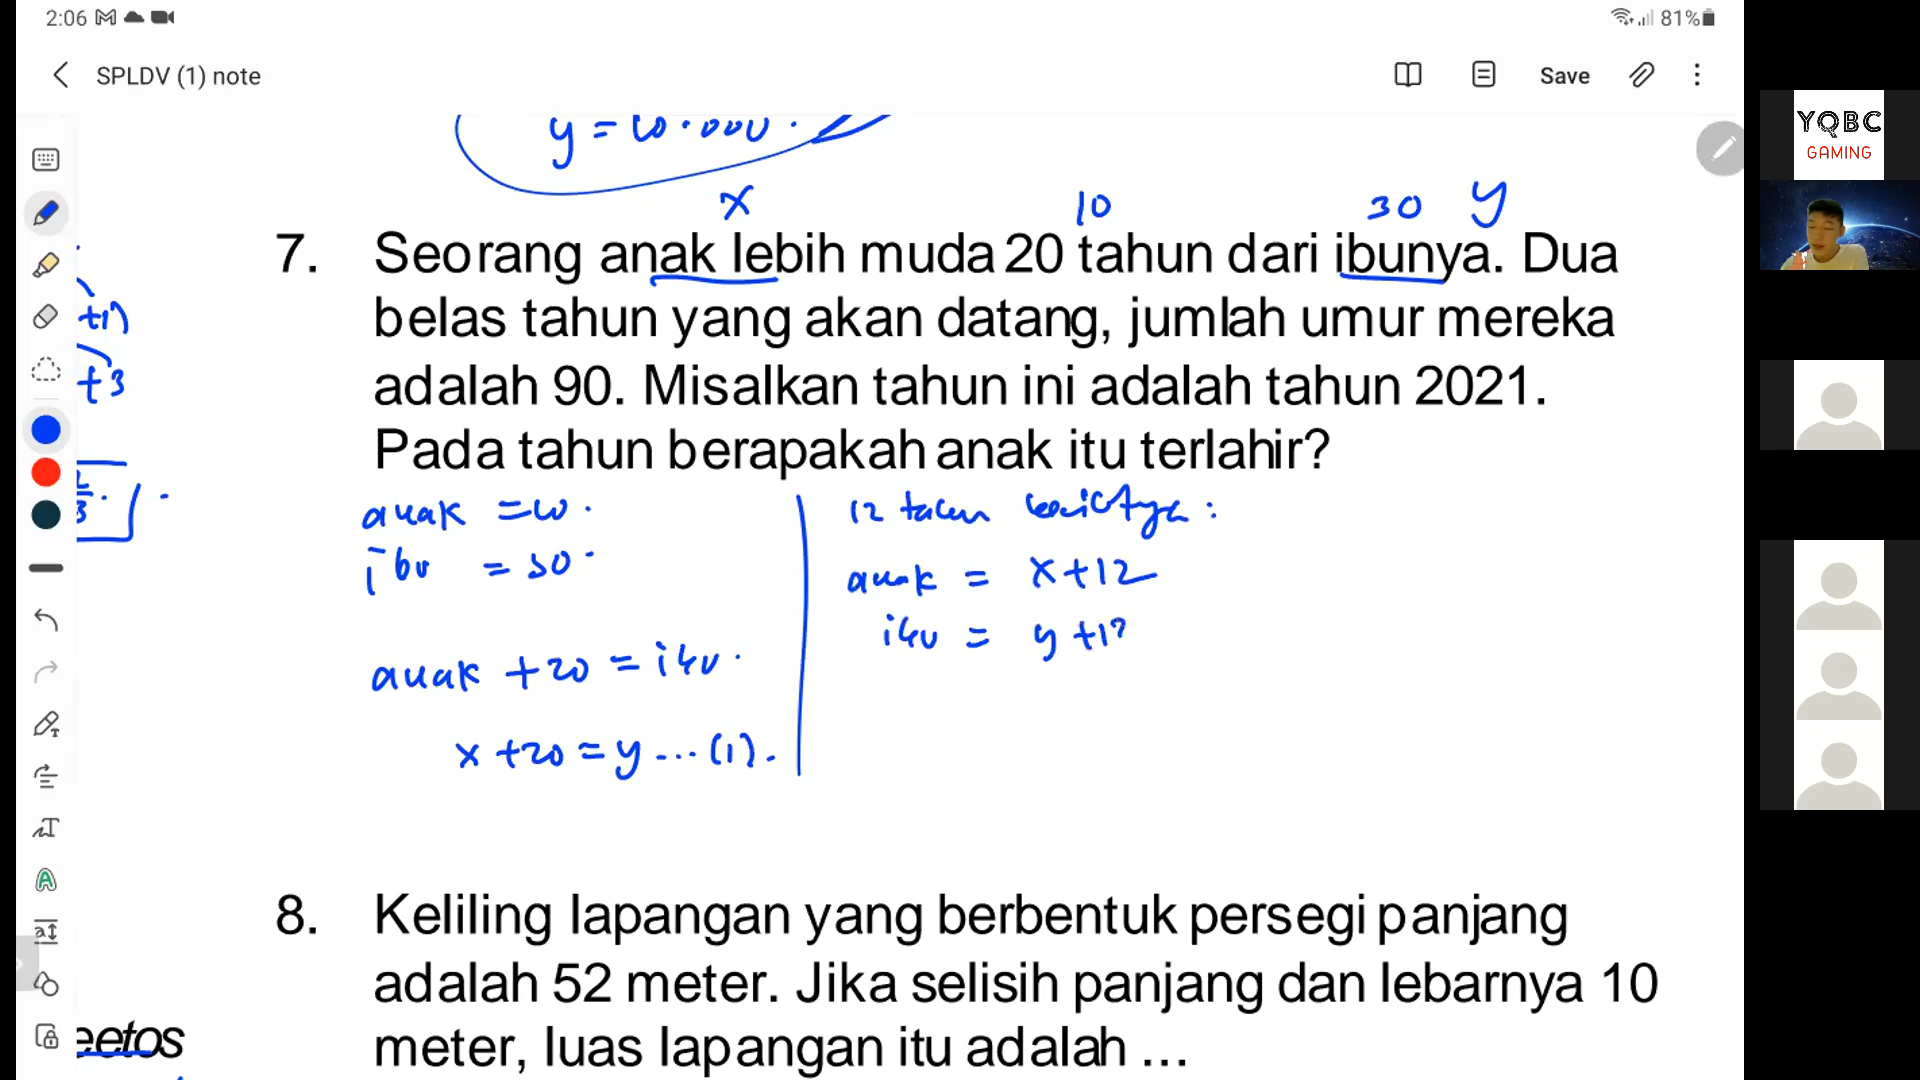 2:06
81%
SPLDV (1) note
Save
YQBC
GAMING
y = 10.000.
x 10 30 y
7. Seorang anak lebih muda 20 tahun dari ibunya. Dua
belas tahun yang akan datang, jumlah umur mereka
adalah 90. Misalkan tahun ini adalah tahun 2021.
Pada tahun berapakah anak itu terlahir?
+3
anak = 10.
ibu = 30.
anak + 20 = ibu.
x + 20 = y ... (1).
12 tahun berikutnya :
anak = x + 12
ibu = y + 12
8. Keliling lapangan yang berbentuk persegi panjang
adalah 52 meter. Jika selisih panjang dan lebarnya 10
meter, luas lapangan itu adalah ...
eetos